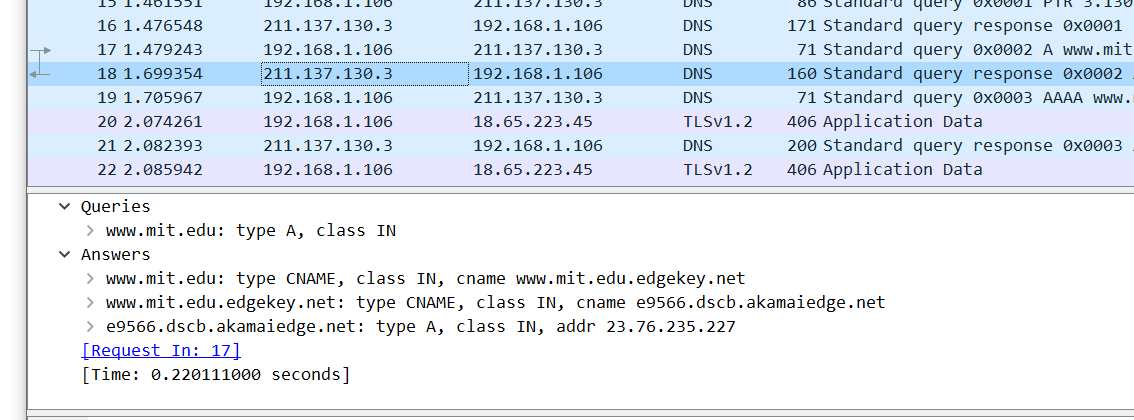 15 1.461551 192.168.1.106 211.137.130.3 DNS 86 Standard query 0x0001 PTR 3.130
16 1.476548 211.137.130.3 192.168.1.106 DNS 171 Standard query response 0x0001
17 1.479243 192.168.1.106 211.137.130.3 DNS 71 Standard query 0x0002 A www.mit
18 1.699354 211.137.130.3 192.168.1.106 DNS 160 Standard query response 0x0002
19 1.705967 192.168.1.106 211.137.130.3 DNS 71 Standard query 0x0003 AAAA www.
20 2.074261 192.168.1.106 18.65.223.45 TLSv1.2 406 Application Data
21 2.082393 211.137.130.3 192.168.1.106 DNS 200 Standard query response 0x0003
22 2.085942 192.168.1.106 18.65.223.45 TLSv1.2 406 Application Data
Queries
www.mit.edu: type A, class IN
Answers
www.mit.edu: type CNAME, class IN, cname www.mit.edu.edgekey.net
www.mit.edu.edgekey.net: type CNAME, class IN, cname e9566.dscb.akamaiedge.net
e9566.dscb.akamaiedge.net: type A, class IN, addr 23.76.235.227
[Request In: 17]
[Time: 0.220111000 seconds]